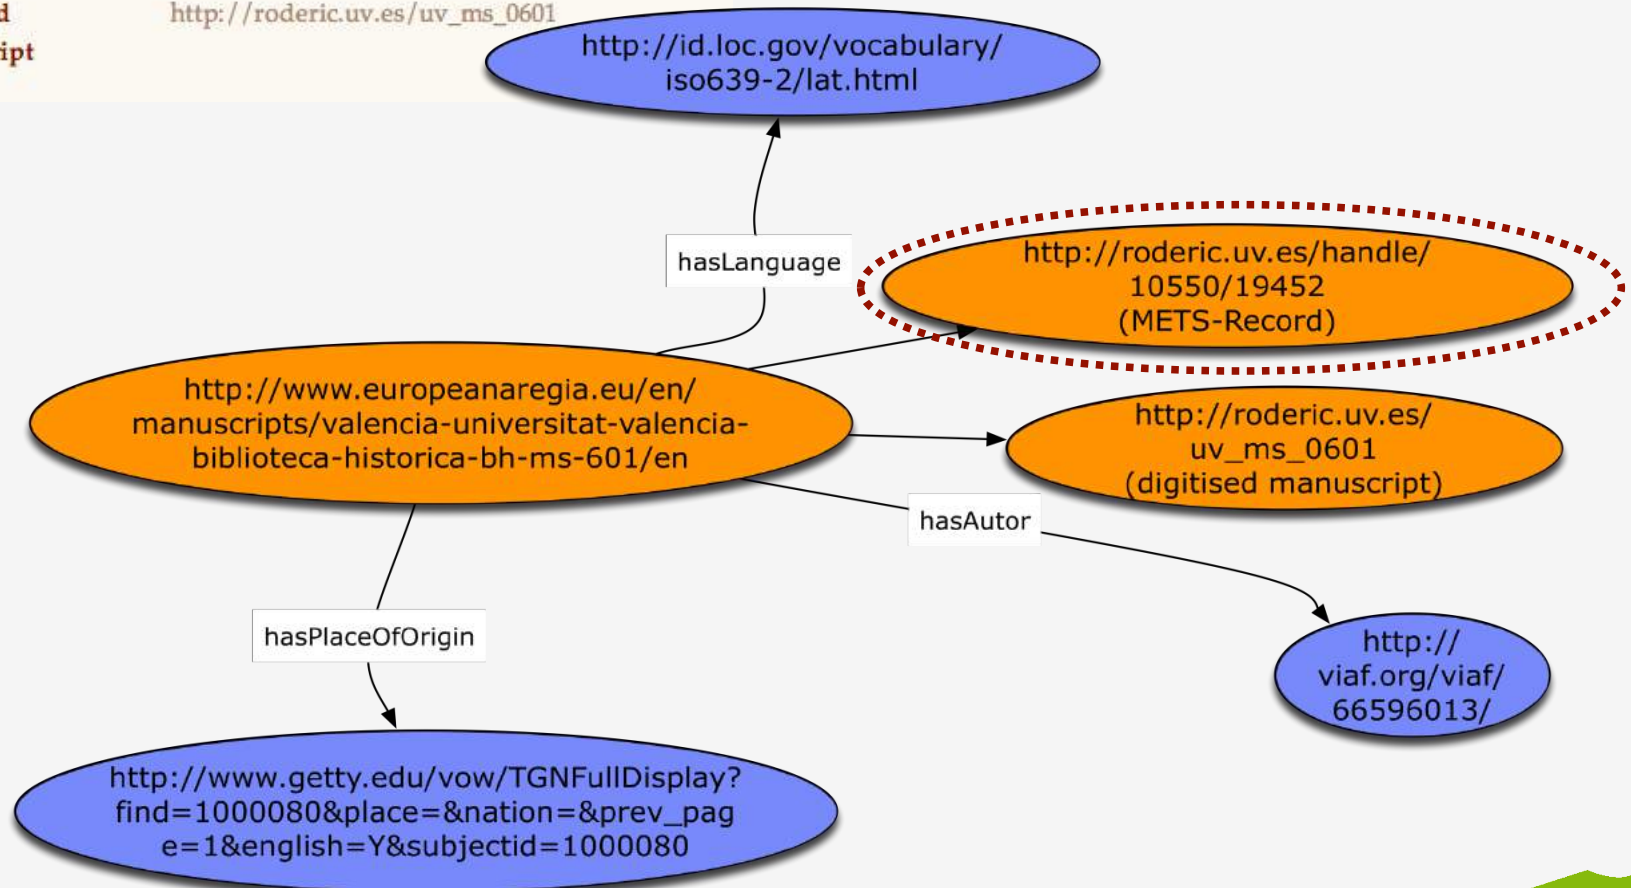 http://roderic.uv.es/uv_ms_0601
http://id.loc.gov/vocabulary/
iso639-2/lat.html
hasLanguage
http://roderic.uv.es/handle/
10550/19452
(METS-Record)
http://www.europeanaregia.eu/en/
manuscripts/valencia-universitat-valencia-
biblioteca-historica-bh-ms-601/en
http://roderic.uv.es/
uv_ms_0601
(digitised manuscript)
hasAutor
hasPlaceOfOrigin
http://
viaf.org/viaf/
66596013/
http://www.getty.edu/vow/TGNFullDisplay?
find=1000080&place=&nation=&prev_pag
e=1&english=Y&subjectid=1000080